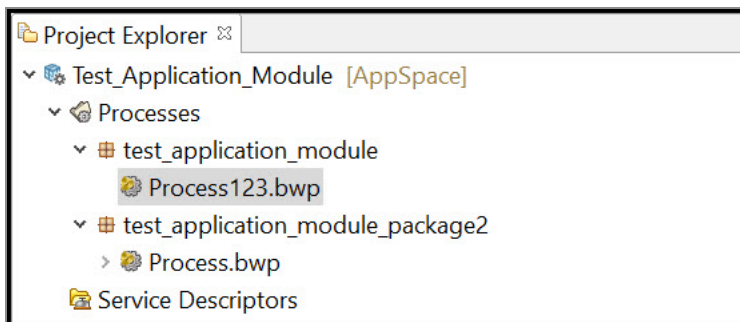 Project Explorer
Test_Application_Module [AppSpace]
Processes
test_application_module
Process123.bwp
test_application_module_package2
Process.bwp
Service Descriptors